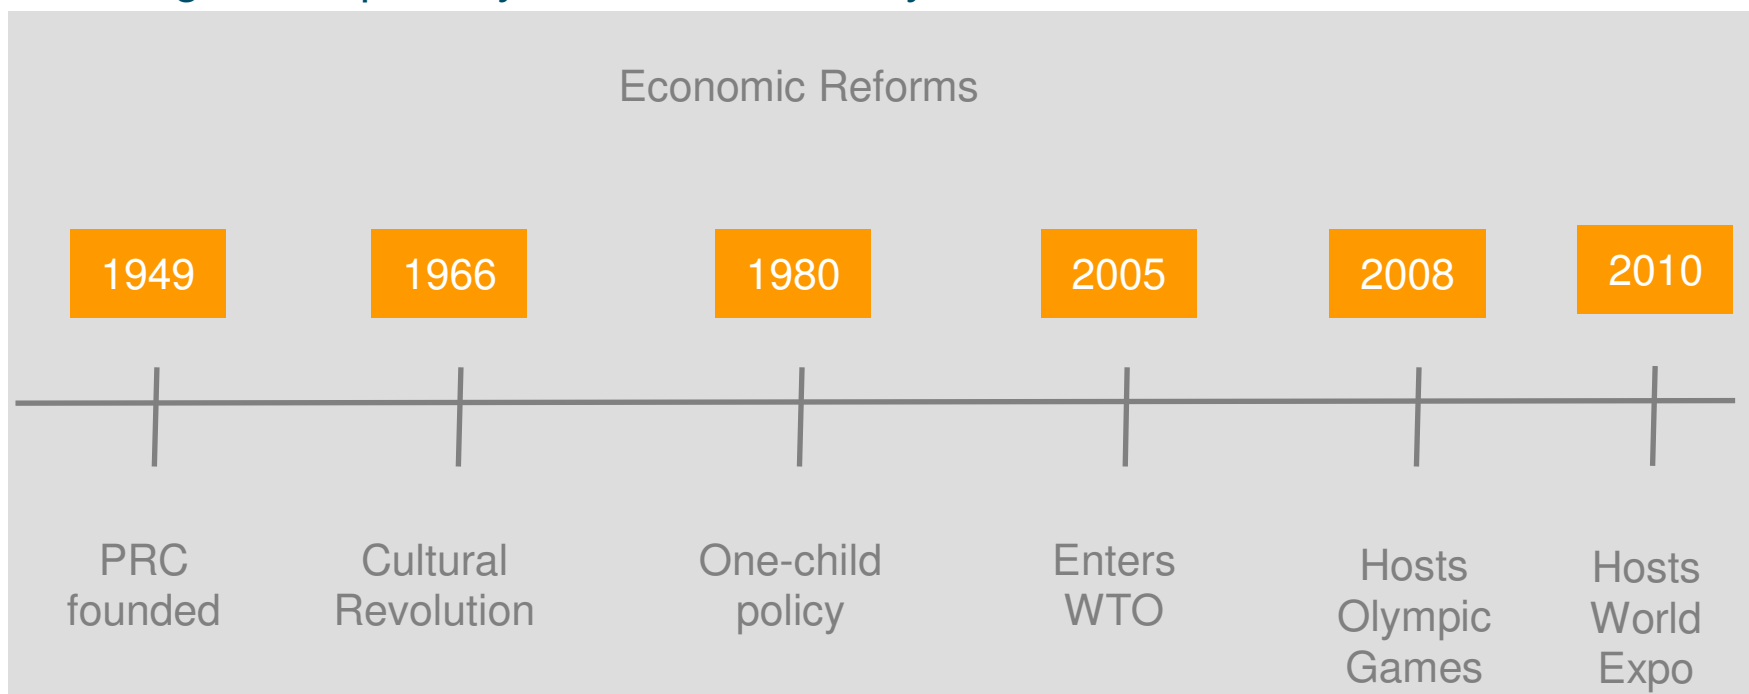 Economic Reforms
1949
1966
1980
2005
2008
2010
PRC
founded
Cultural
Revolution
One-child
policy
Enters
WTO
Hosts
Olympic
Games
Hosts
World
Expo